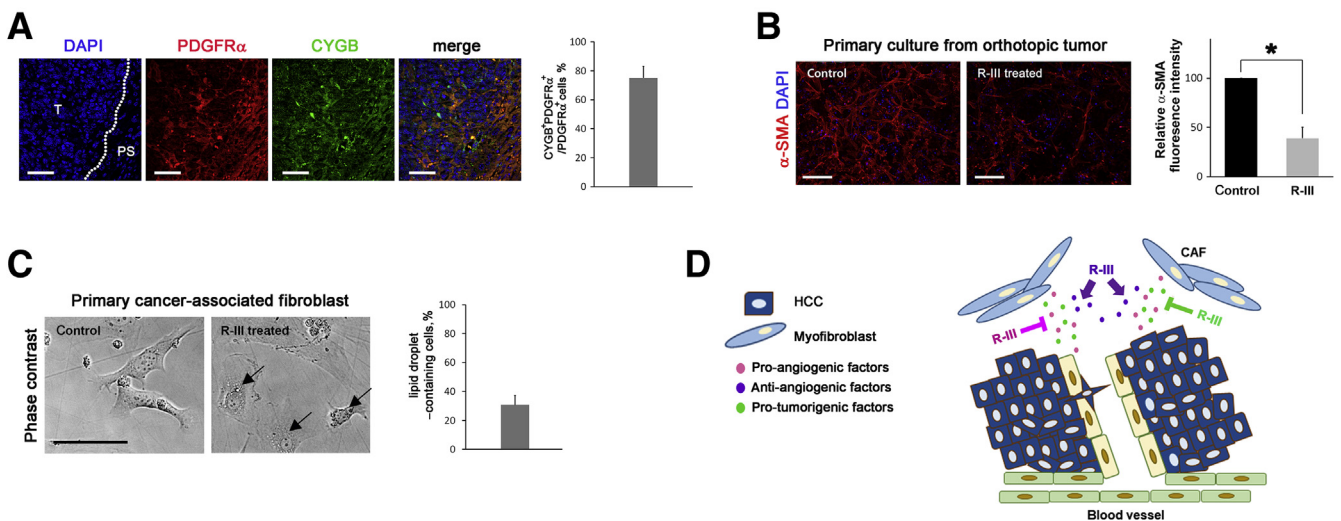 A
DAPI
PDGFRα
CYGB
merge
T
PS
CYGB⁺PDGFRα⁺
/PDGFRα⁺ cells %
100
80
60
40
20
0
B
Primary culture from orthotopic tumor
α-SMA DAPI
Control
R-III treated
Relative α-SMA
fluoresence intensity
100
50
0
*
Control
R-III
C
Primary cancer-associated fibroblast
Phase contrast
Control
R-III treated
lipid droplet
–containing cells, %
100
80
60
40
20
0
D
HCC
Myofibroblast
Pro-angiogenic factors
Anti-angiogenic factors
Pro-tumorigenic factors
CAF
R-III
R-III
R-III
Blood vessel